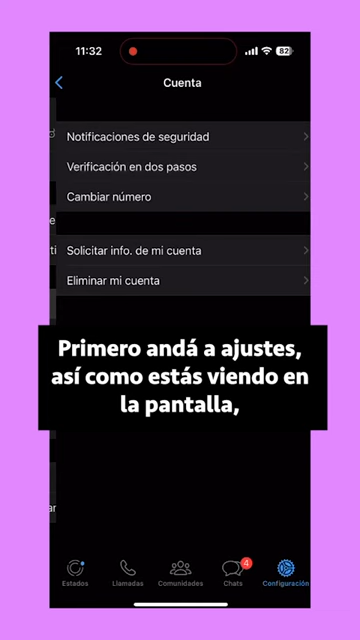 11:32
82
Cuenta
Notificaciones de seguridad
Verificación en dos pasos
Cambiar número
Solicitar info. de mi cuenta
Eliminar mi cuenta
Primero andá a ajustes,
así como estás viendo en
la pantalla,
4
Estados Llamadas Comunidades Chats Configuración